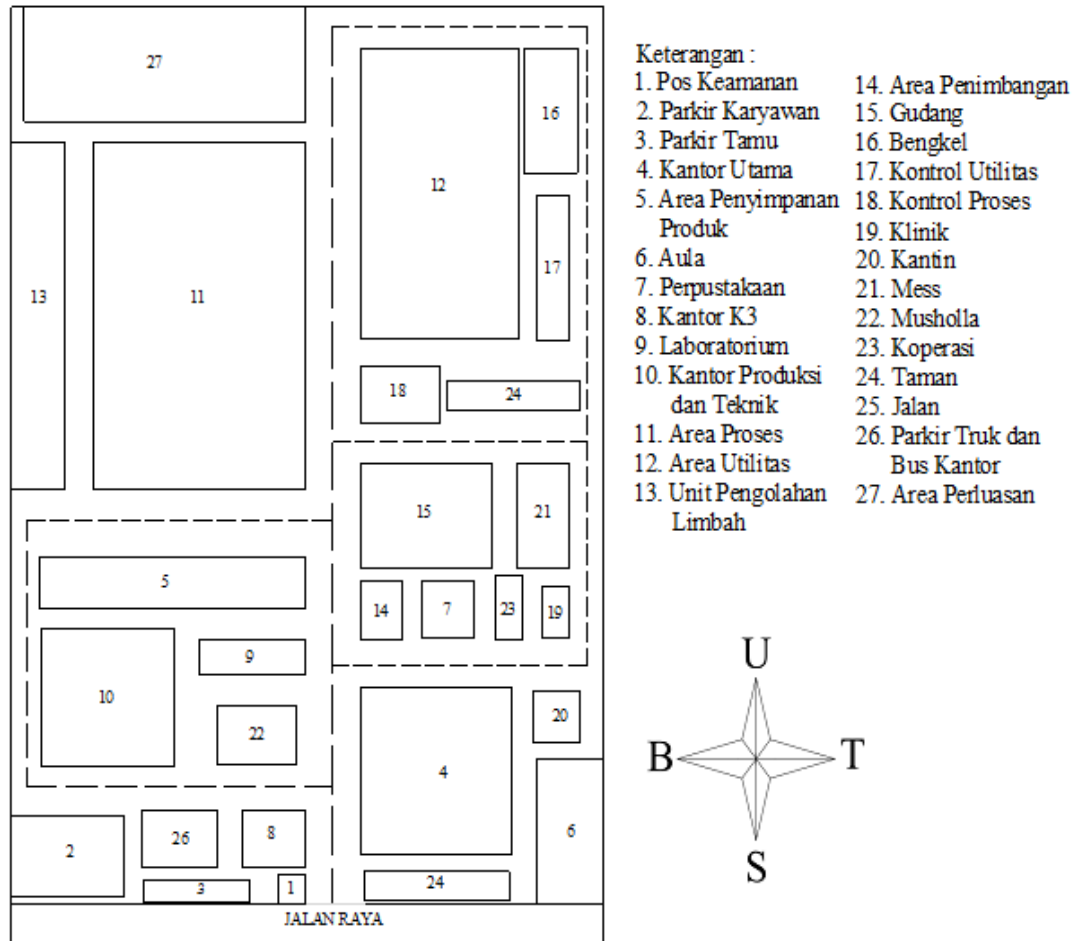 27
16
12
13
11
17
18
24
15
21
5
14
7
23
19
9
10
22
20
4
2
26
8
6
3
1
24
JALAN RAYA
Keterangan :
1. Pos Keamanan
2. Parkir Karyawan
3. Parkir Tamu
4. Kantor Utama
5. Area Penyimpanan
Produk
6. Aula
7. Perpustakaan
8. Kantor K3
9. Laboratorium
10. Kantor Produksi
dan Teknik
11. Area Proses
12. Area Utilitas
13. Unit Pengolahan
Limbah
14. Area Penimbangan
15. Gudang
16. Bengkel
17. Kontrol Utilitas
18. Kontrol Proses
19. Klinik
20. Kantin
21. Mess
22. Musholla
23. Koperasi
24. Taman
25. Jalan
26. Parkir Truk dan
Bus Kantor
27. Area Perluasan
U
B
T
S